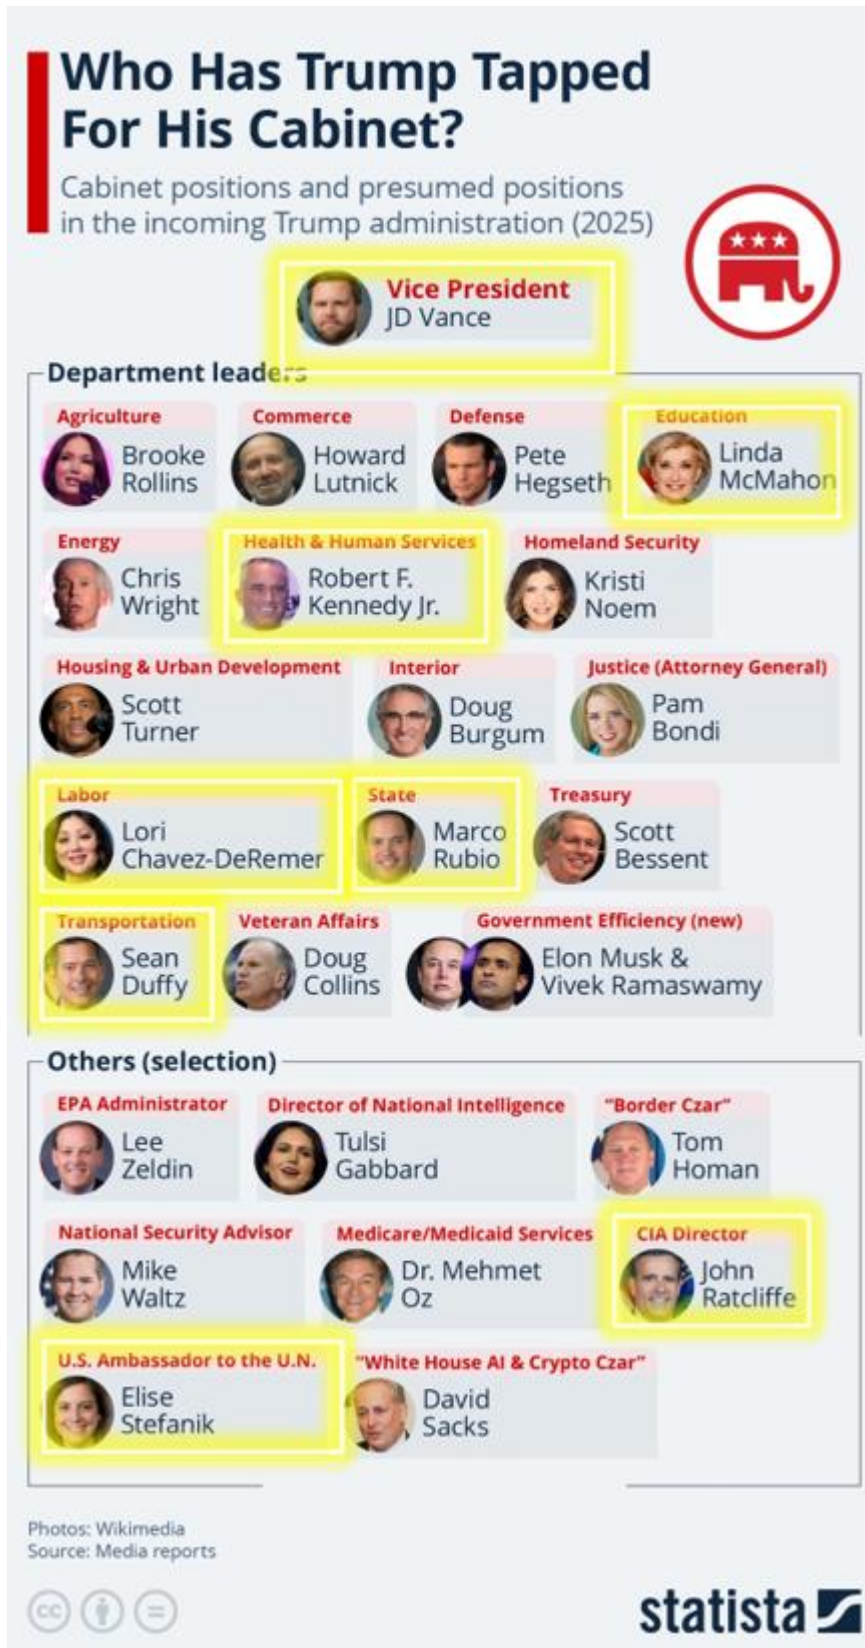 Who Has Trump Tapped
For His Cabinet?
Cabinet positions and presumed positions
in the incoming Trump administration (2025)
Vice President
JD Vance
Department leaders
Agriculture
Brooke
Rollins
Commerce
Howard
Lutnick
Defense
Pete
Hegseth
Education
Linda
McMahon
Energy
Chris
Wright
Health & Human Services
Robert F.
Kennedy Jr.
Homeland Security
Kristi
Noem
Housing & Urban Development
Scott
Turner
Interior
Doug
Burgum
Justice (Attorney General)
Pam
Bondi
Labor
Lori
Chavez-DeRemer
State
Marco
Rubio
Treasury
Scott
Bessent
Transportation
Sean
Duffy
Veteran Affairs
Doug
Collins
Government Efficiency (new)
Elon Musk &
Vivek Ramaswamy
Others (selection)
EPA Administrator
Lee
Zeldin
Director of National Intelligence
Tulsi
Gabbard
"Border Czar"
Tom
Homan
National Security Advisor
Mike
Waltz
Medicare/Medicaid Services
Dr. Mehmet
Oz
CIA Director
John
Ratcliffe
U.S. Ambassador to the U.N.
Elise
Stefanik
"White House AI & Crypto Czar"
David
Sacks
Photos: Wikimedia
Source: Media reports
cc
statista